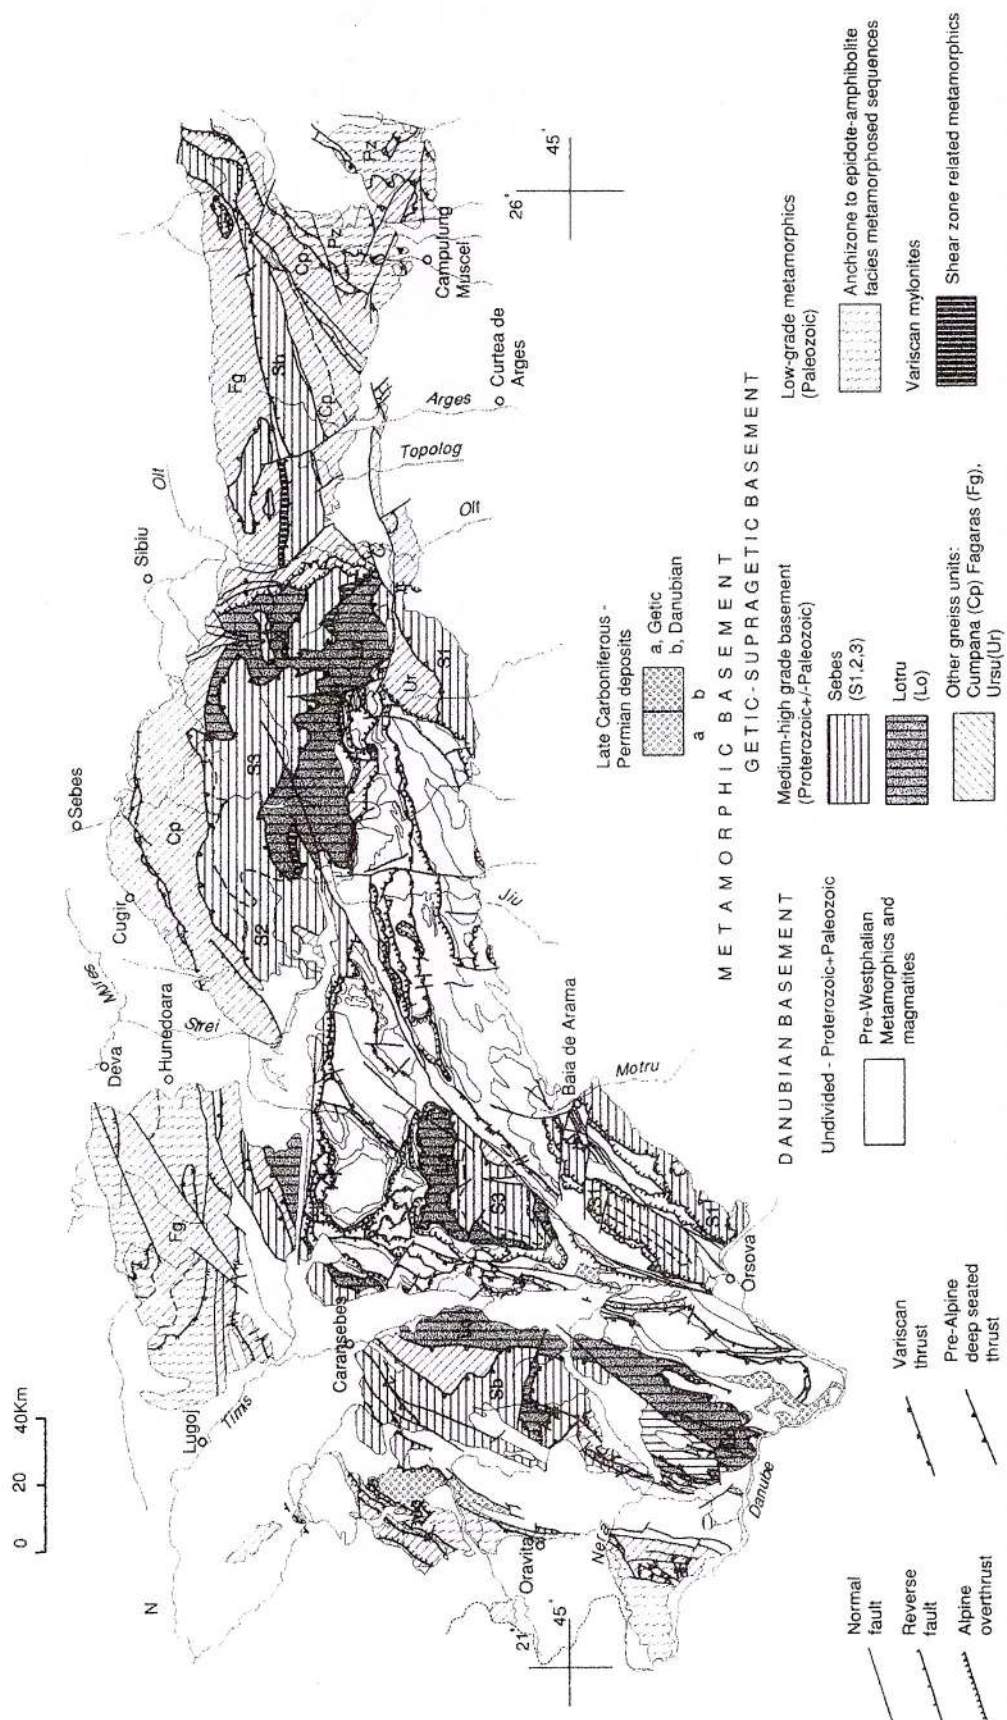 0 20 40Km
N
21° 45'
26° 45'
Lugoj
Timis
Deva
Hunedoara
Mures
Strei
Cugir
Sebes
Sibiu
Olt
Caransebes
Oravita
Nera
Danube
Orsova
Baia de Arama
Motru
Jiu
Olt
Topolog
Arges
Curtea de
Arges
Campulung
Muscel
Fg
Cp
S2
S3
Fg
Sb
Cp
Cp
Pz
Pz
Ur
S1
S3
Sb
S1
Late Carboniferous -
Permian deposits
a, Getic
b, Danubian
a b
METAMORPHIC BASEMENT
GETIC-SUPRAGETIC BASEMENT
DANUBIAN BASEMENT
Undivided - Proterozoic+Paleozoic
Pre-Westphalian
Metamorphics and
magmatites
Medium-high grade basement
(Proterozoic+/-Paleozoic)
Sebes
(S1,2,3)
Lotru
(Lo)
Other gneiss units:
Cumpana (Cp) Fagaras (Fg),
Ursu(Ur)
Low-grade metamorphics
(Paleozoic)
Anchizone to epidote-amphibolite
facies metamorphosed sequences
Variscan mylonites
Shear zone related metamorphics
Normal
fault
Reverse
fault
Alpine
overthrust
Variscan
thrust
Pre-Alpine
deep seated
thrust